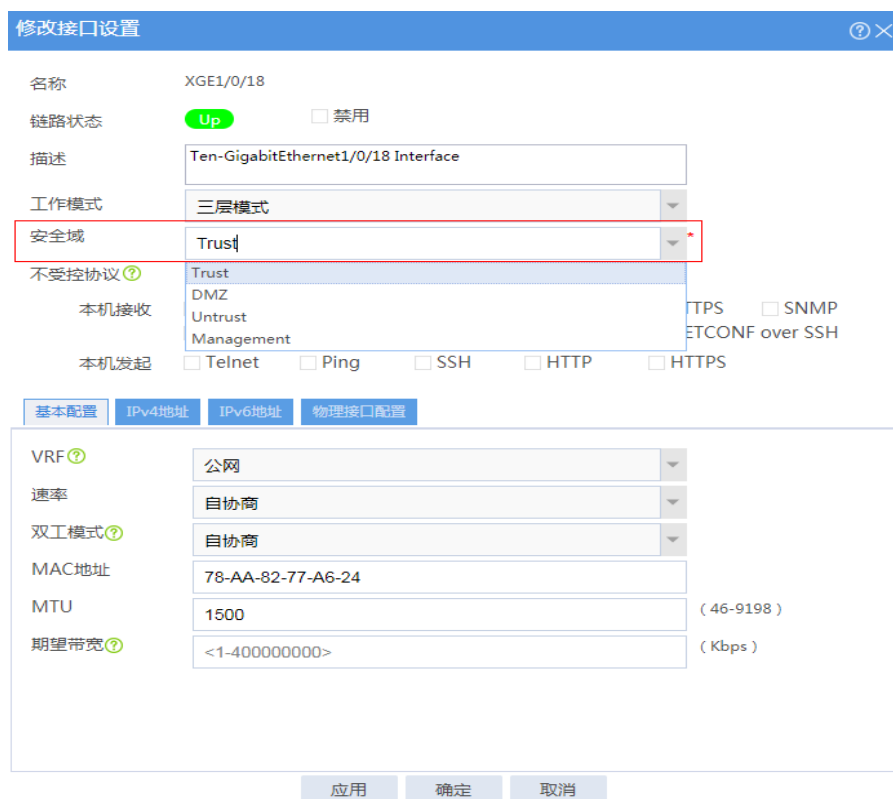 修改接口设置
名称 XGE1/0/18
链路状态 Up 禁用
描述 Ten-GigabitEthernet1/0/18 Interface
工作模式 三层模式
安全域 Trust *
不受控协议 Trust
DMZ
本机接收 TPS SNMP
Untrust
ETCONF over SSH
Management
本机发起 Telnet Ping SSH HTTP HTTPS
基本配置 IPv4地址 IPv6地址 物理接口配置
VRF 公网
速率 自协商
双工模式 自协商
MAC地址 78-AA-82-77-A6-24
MTU 1500 ( 46-9198 )
期望带宽 <1-400000000> ( Kbps )
应用 确定 取消